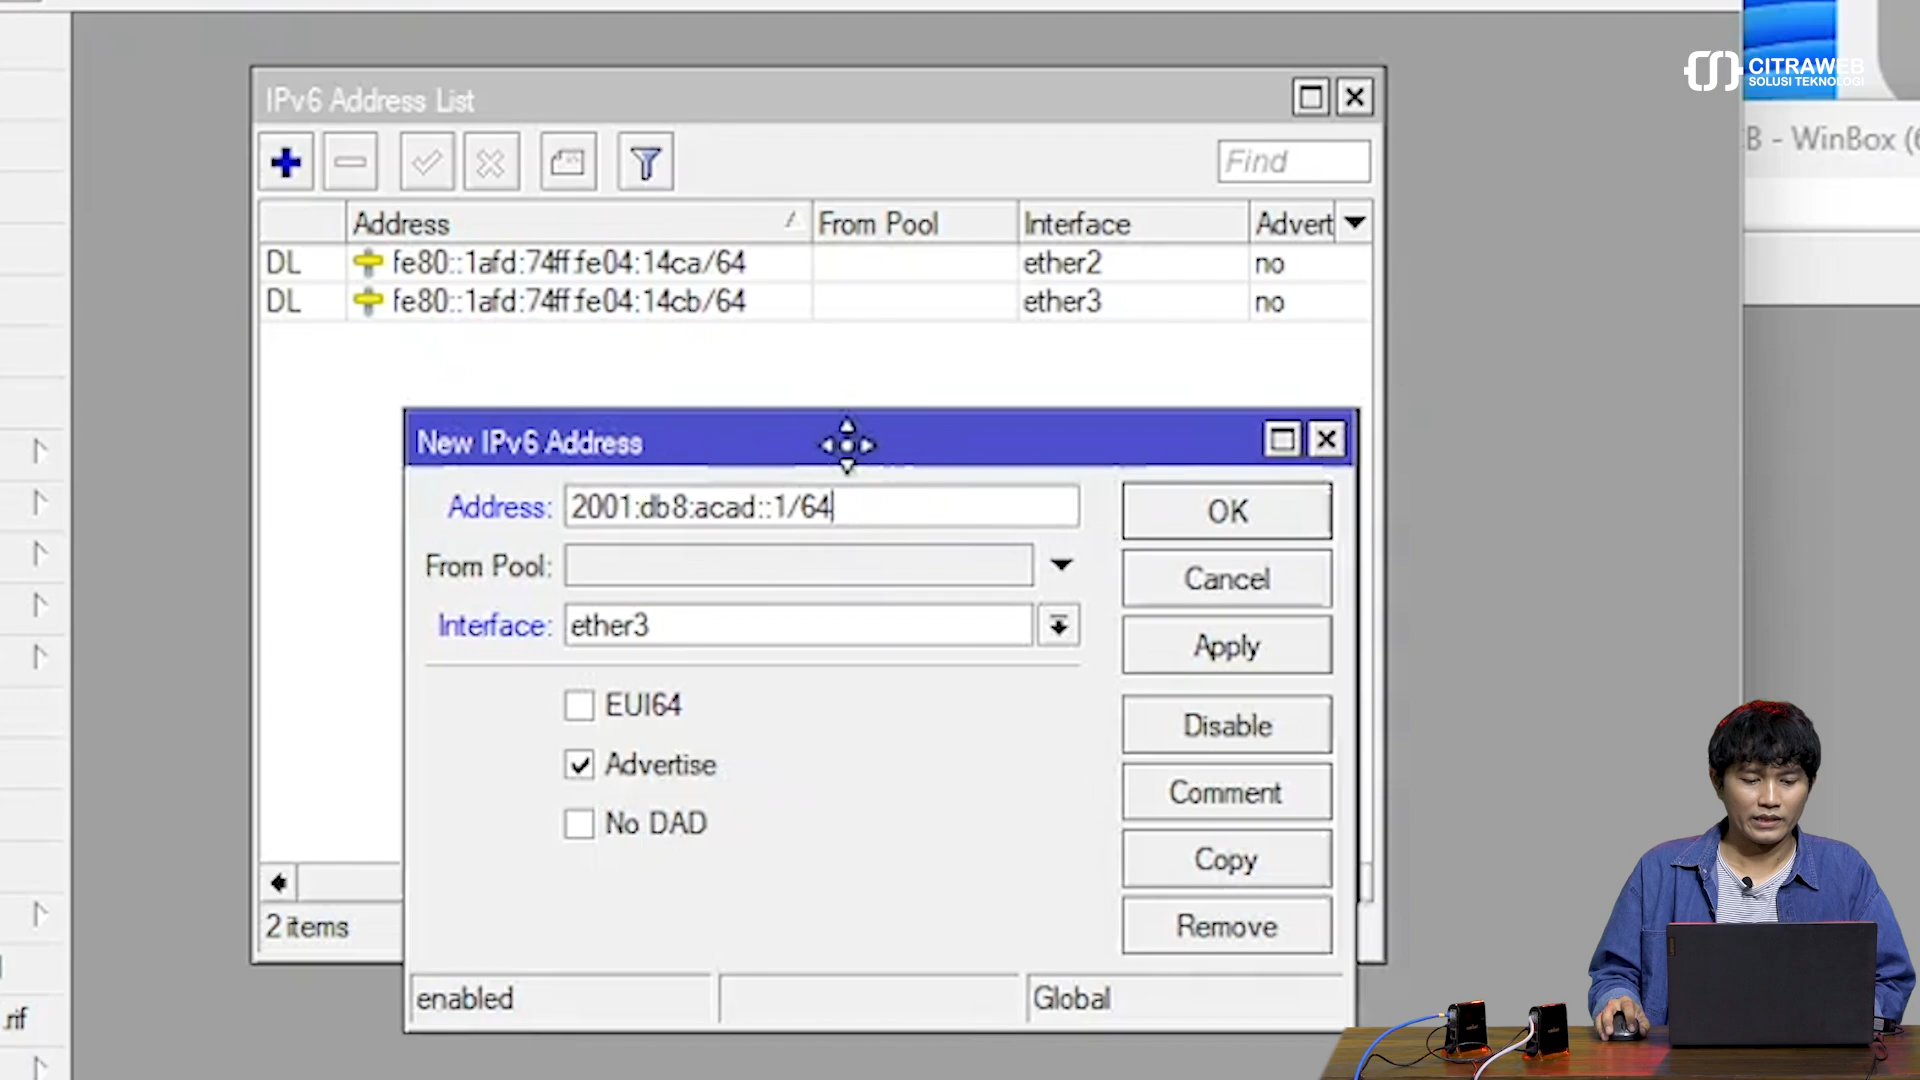 CITRAWEB
SOLUSI TEKNOLOGI
B - WinBox (6
IPv6 Address List
Find
Address From Pool Interface Advert
DL fe80::1afd:74ff:fe04:14ca/64 ether2 no
DL fe80::1afd:74ff:fe04:14cb/64 ether3 no
New IPv6 Address
Address: 2001:db8:acad::1/64 OK
From Pool: Cancel
Interface: ether3 Apply
EUI64
Disable
Advertise
Comment
No DAD
Copy
Remove
2 items
enabled Global
.rif